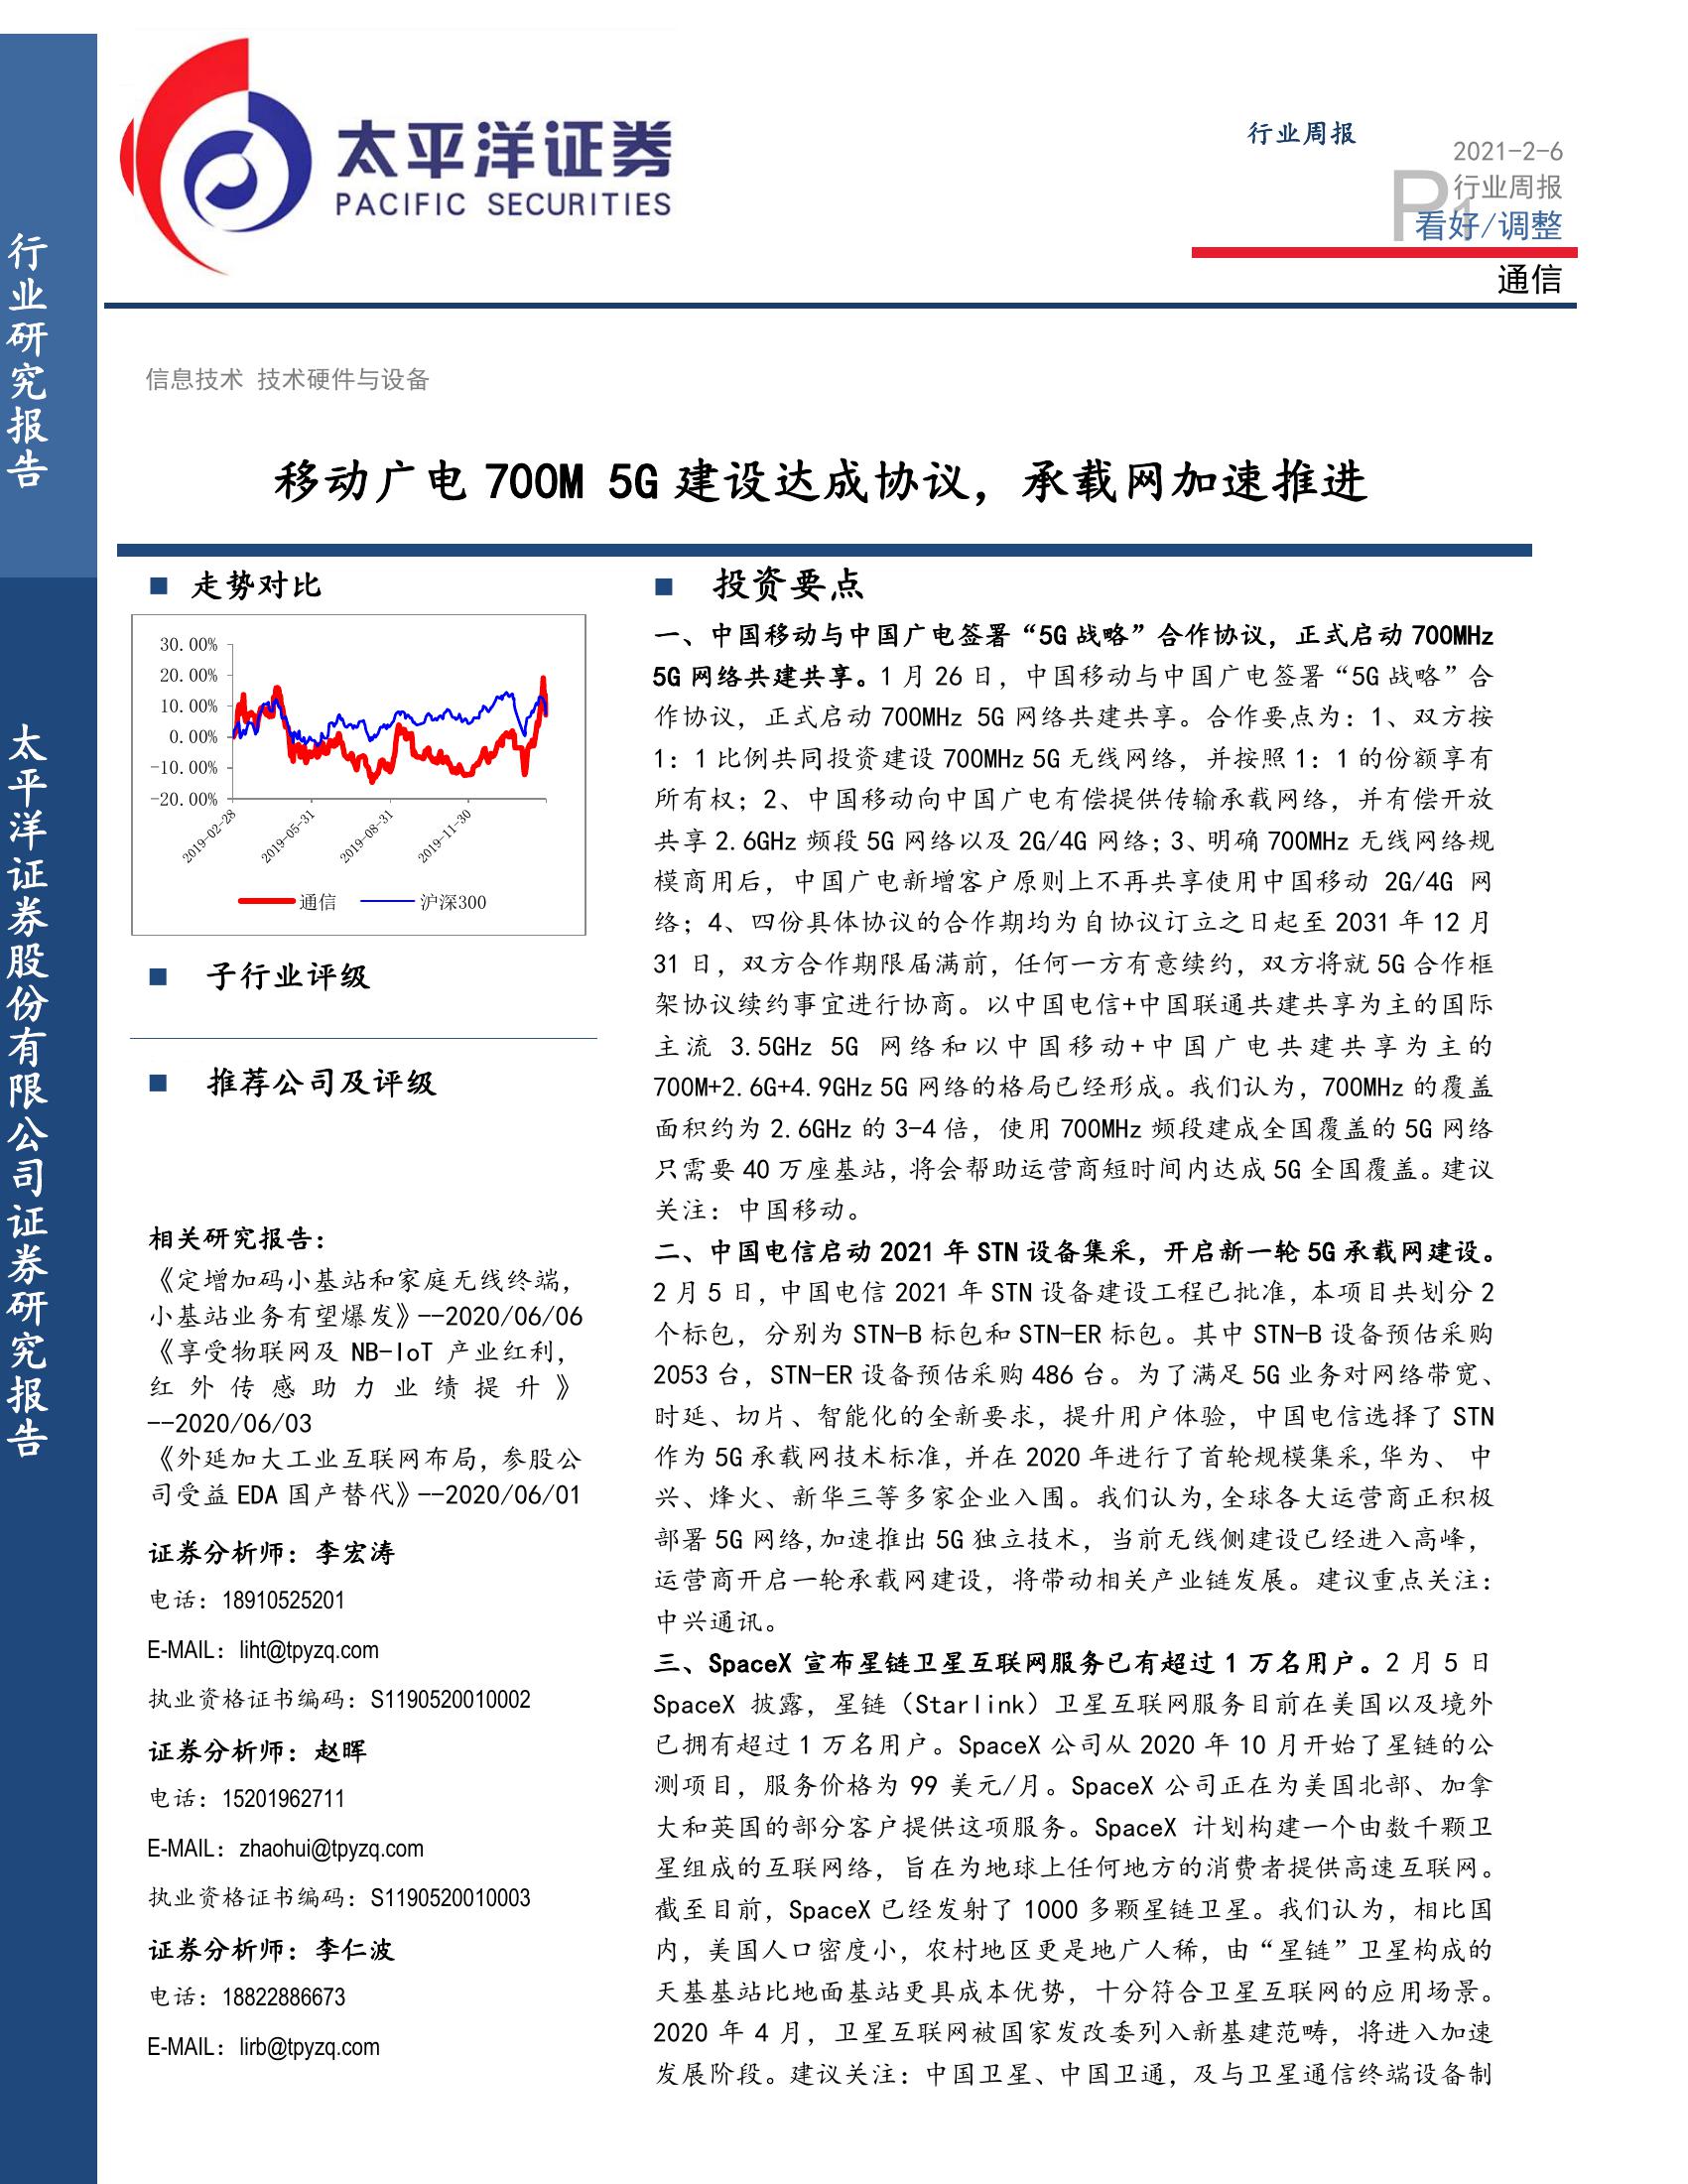 太平洋证券
PACIFIC SECURITIES
行业周报
2021-2-6
P1
行业周报
看好/调整
通信
行业研究报告
太平洋证券股份有限公司证券研究报告
信息技术 技术硬件与设备
移动广电 700M 5G 建设达成协议，承载网加速推进
■ 走势对比
30.00%
20.00%
10.00%
0.00%
-10.00%
-20.00%
2019-02-28
2019-05-31
2019-08-31
2019-11-30
通信 沪深300
■ 子行业评级
■ 推荐公司及评级
相关研究报告：
《定增加码小基站和家庭无线终端，
小基站业务有望爆发》--2020/06/06
《享受物联网及 NB-IoT 产业红利，
红外传感助力业绩提升》
--2020/06/03
《外延加大工业互联网布局，参股公
司受益 EDA 国产替代》--2020/06/01
证券分析师：李宏涛
电话：18910525201
E-MAIL：liht@tpyzq.com
执业资格证书编码：S1190520010002
证券分析师：赵晖
电话：15201962711
E-MAIL：zhaohui@tpyzq.com
执业资格证书编码：S1190520010003
证券分析师：李仁波
电话：18822886673
E-MAIL：lirb@tpyzq.com
■ 投资要点
一、中国移动与中国广电签署“5G 战略”合作协议，正式启动 700MHz
5G 网络共建共享。1 月 26 日，中国移动与中国广电签署“5G 战略”合
作协议，正式启动 700MHz 5G 网络共建共享。合作要点为：1、双方按
1：1 比例共同投资建设 700MHz 5G 无线网络，并按照 1：1 的份额享有
所有权；2、中国移动向中国广电有偿提供传输承载网络，并有偿开放
共享 2.6GHz 频段 5G 网络以及 2G/4G 网络；3、明确 700MHz 无线网络规
模商用后，中国广电新增客户原则上不再共享使用中国移动 2G/4G 网
络；4、四份具体协议的合作期均为自协议订立之日起至 2031 年 12 月
31 日，双方合作期限届满前，任何一方有意续约，双方将就 5G 合作框
架协议续约事宜进行协商。以中国电信+中国联通共建共享为主的国际
主流 3.5GHz 5G 网络和以中国移动+中国广电共建共享为主的
700M+2.6G+4.9GHz 5G 网络的格局已经形成。我们认为，700MHz 的覆盖
面积约为 2.6GHz 的 3-4 倍，使用 700MHz 频段建成全国覆盖的 5G 网络
只需要 40 万座基站，将会帮助运营商短时间内达成 5G 全国覆盖。建议
关注：中国移动。
二、中国电信启动 2021 年 STN 设备集采，开启新一轮 5G 承载网建设。
2 月 5 日，中国电信 2021 年 STN 设备建设工程已批准，本项目共划分 2
个标包，分别为 STN-B 标包和 STN-ER 标包。其中 STN-B 设备预估采购
2053 台，STN-ER 设备预估采购 486 台。为了满足 5G 业务对网络带宽、
时延、切片、智能化的全新要求，提升用户体验，中国电信选择了 STN
作为 5G 承载网技术标准，并在 2020 年进行了首轮规模集采,华为、 中
兴、烽火、新华三等多家企业入围。我们认为,全球各大运营商正积极
部署 5G 网络,加速推出 5G 独立技术，当前无线侧建设已经进入高峰，
运营商开启一轮承载网建设，将带动相关产业链发展。建议重点关注：
中兴通讯。
三、SpaceX 宣布星链卫星互联网服务已有超过 1 万名用户。2 月 5 日
SpaceX 披露，星链（Starlink）卫星互联网服务目前在美国以及境外
已拥有超过 1 万名用户。SpaceX 公司从 2020 年 10 月开始了星链的公
测项目，服务价格为 99 美元/月。SpaceX 公司正在为美国北部、加拿
大和英国的部分客户提供这项服务。SpaceX 计划构建一个由数千颗卫
星组成的互联网络，旨在为地球上任何地方的消费者提供高速互联网。
截至目前，SpaceX 已经发射了 1000 多颗星链卫星。我们认为，相比国
内，美国人口密度小，农村地区更是地广人稀，由“星链”卫星构成的
天基基站比地面基站更具成本优势，十分符合卫星互联网的应用场景。
2020 年 4 月，卫星互联网被国家发改委列入新基建范畴，将进入加速
发展阶段。建议关注：中国卫星、中国卫通，及与卫星通信终端设备制